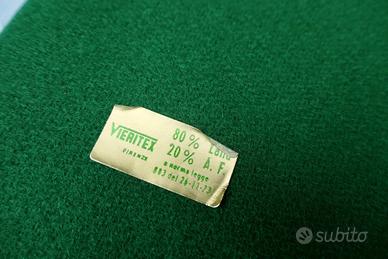 VIERITEX
FIRENZE
80% Lana
20% A.F.
a norma legge
883 del 26-11-73
subito